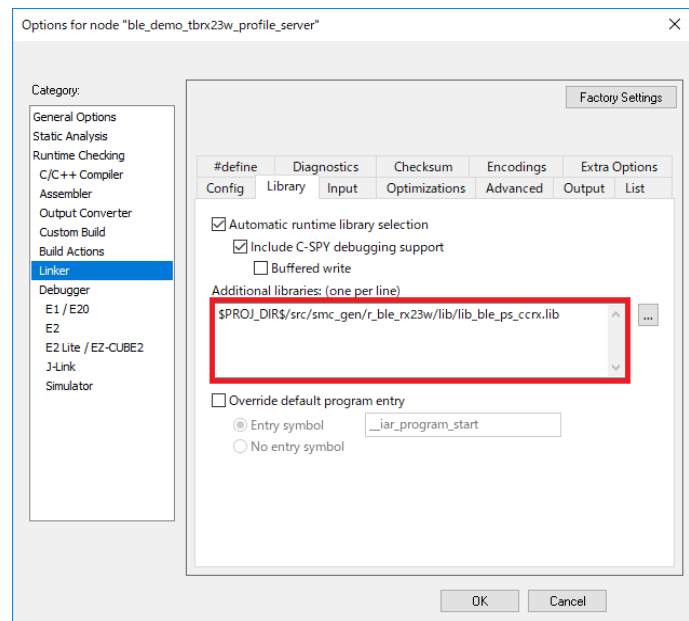 Options for node "ble_demo_tbrx23w_profile_server"
Category:
General Options
Static Analysis
Runtime Checking
C/C++ Compiler
Assembler
Output Converter
Custom Build
Build Actions
Linker
Debugger
E1 / E20
E2
E2 Lite / EZ-CUBE2
J-Link
Simulator
Factory Settings
#define Diagnostics Checksum Encodings Extra Options
Config Library Input Optimizations Advanced Output List
Automatic runtime library selection
Include C-SPY debugging support
Buffered write
Additional libraries: (one per line)
$PROJ_DIR$/src/smc_gen/r_ble_rx23w/lib/lib_ble_ps_ccrx.lib
...
Override default program entry
Entry symbol __iar_program_start
No entry symbol
OK Cancel